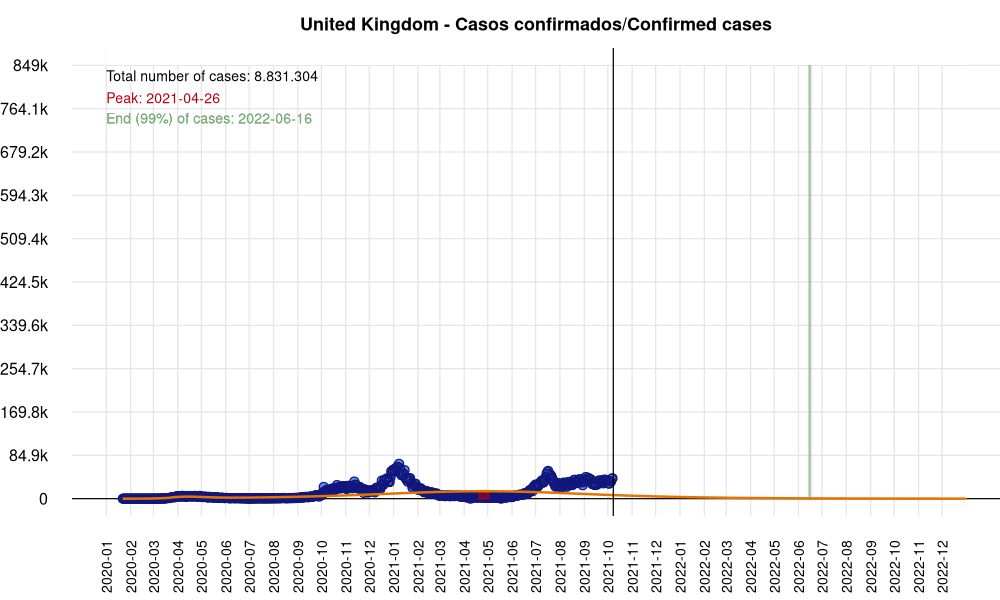 United Kingdom - Casos confirmados/Confirmed cases
849k
Total number of cases: 8.831.304
Peak: 2021-04-26
764.1k
End (99%) of cases: 2022-06-16
679.2k
594.3k
509.4k
424.5k
339.6k
254.7k
169.8k
84.9k
0
2020-01
2020-02
2020-03
2020-04
2020-05
2020-06
2020-07
2020-08
2020-09
2020-10
2020-11
2020-12
2021-01
2021-02
2021-03
2021-04
2021-05
2021-06
2021-07
2021-08
2021-09
2021-10
2021-11
2021-12
2022-01
2022-02
2022-03
2022-04
2022-05
2022-06
2022-07
2022-08
2022-09
2022-10
2022-11
2022-12